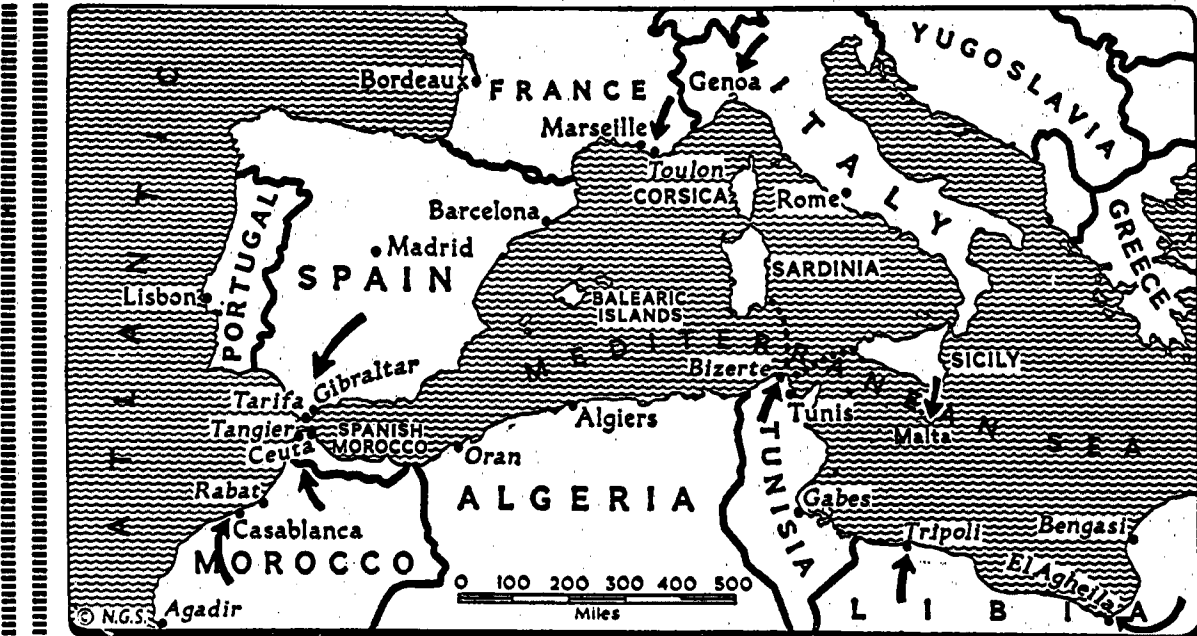 YUGOSLAVIA
Bordeaux
FRANCE
Genoa
ITALY
Marseille
Toulon
CORSICA
Rome
GREECE
Barcelona
Madrid
PORTUGAL
SPAIN
Lisbon
ATLANTIC
SARDINIA
BALEARIC
ISLANDS
MEDITERRANEAN SEA
SICILY
Bizerte
Tunis
Malta
Gibraltar
Tarifa
Tangier
Ceuta
SPANISH
MOROCCO
Algiers
Oran
Rabat
Casablanca
ALGERIA
TUNISIA
Gabes
Tripoli
Bengasi
El Agheila
MOROCCO
0 100 200 300 400 500
Miles
LIBIA
© N.G.S.
Agadir